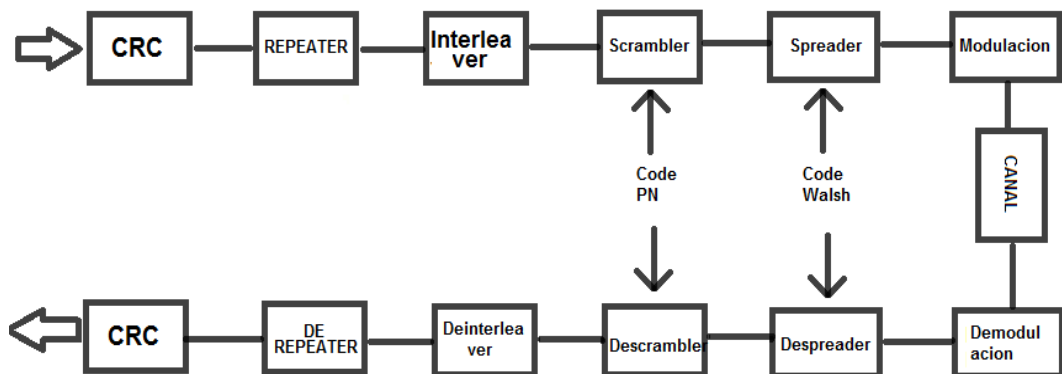 CRC
REPEATER
Interlea
ver
Scrambler
Spreader
Modulacion
Code
PN
Code
Walsh
CANAL
CRC
DE
REPEATER
Deinterlea
ver
Descrambler
Despreader
Demodul
acion